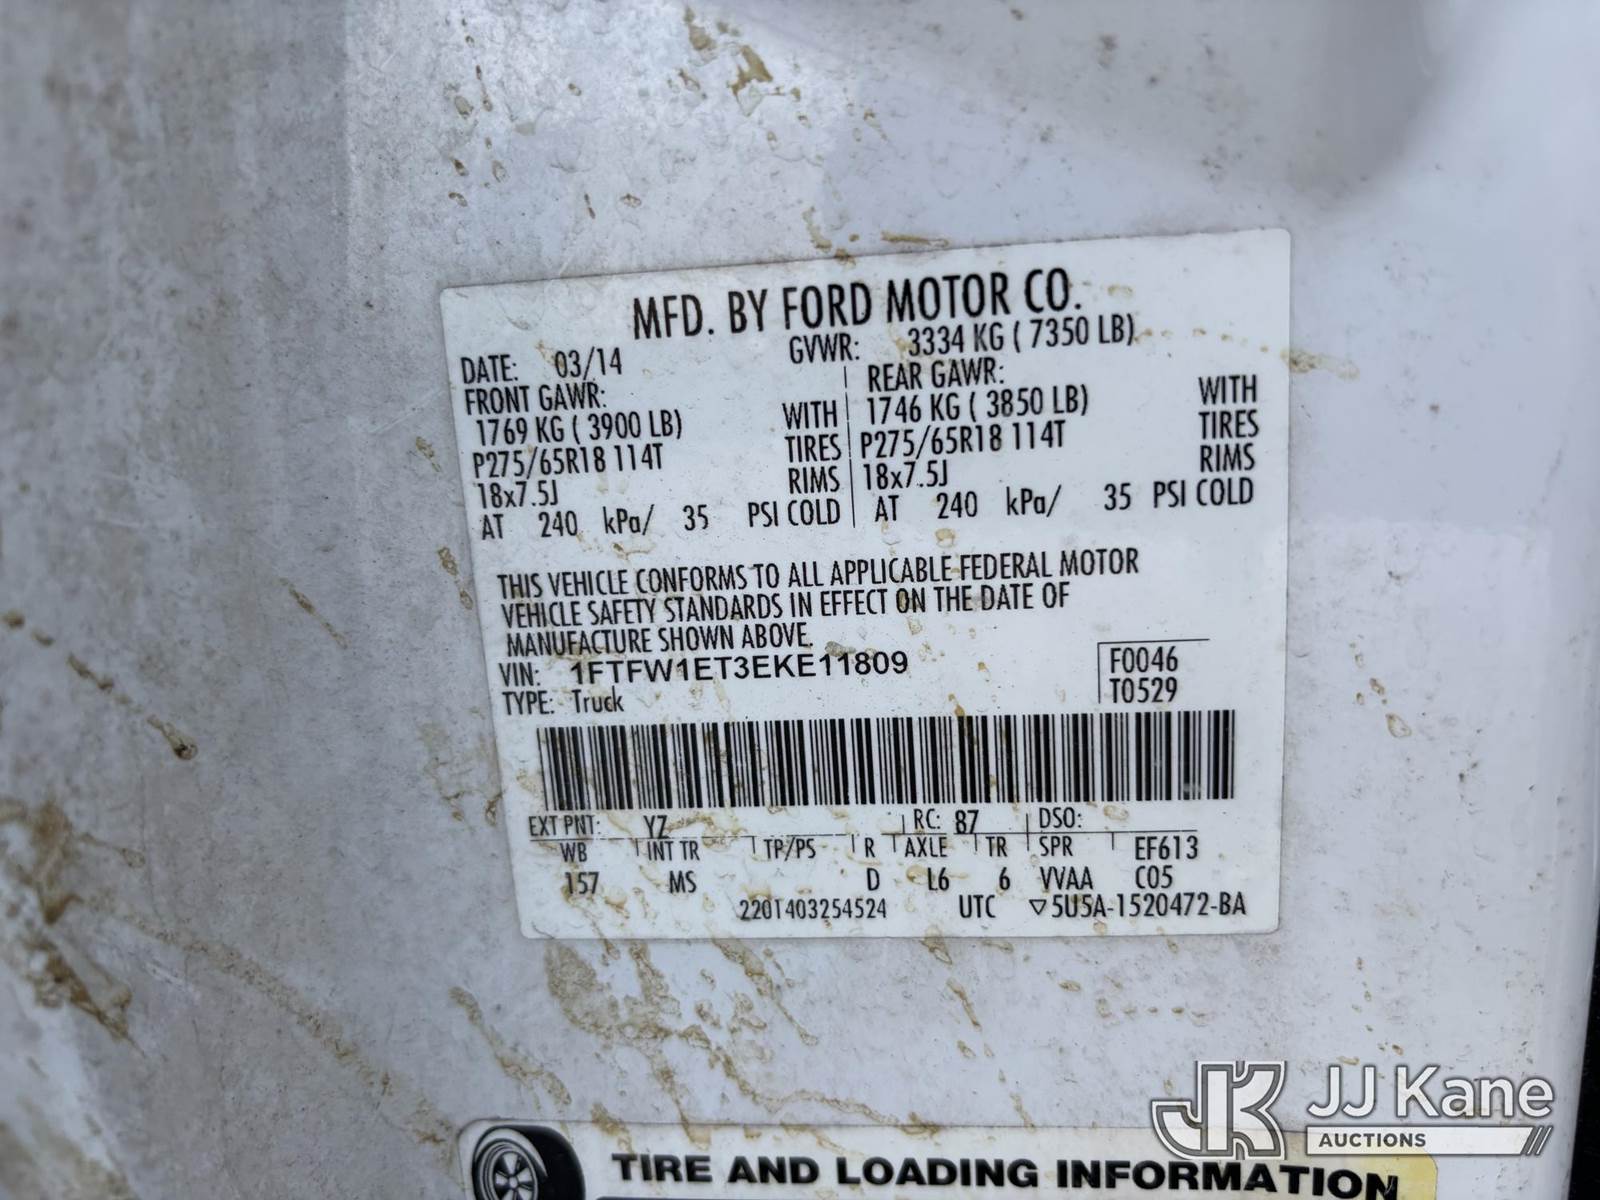 MFD. BY FORD MOTOR CO.
DATE: 03/14 GVWR: 3334 KG ( 7350 LB)
FRONT GAWR: REAR GAWR:
1769 KG ( 3900 LB) WITH 1746 KG ( 3850 LB) WITH
P275/65R18 114T TIRES P275/65R18 114T TIRES
18x7.5J RIMS 18x7.5J RIMS
AT 240 kPa/ 35 PSI COLD AT 240 kPa/ 35 PSI COLD
THIS VEHICLE CONFORMS TO ALL APPLICABLE FEDERAL MOTOR
VEHICLE SAFETY STANDARDS IN EFFECT ON THE DATE OF
MANUFACTURE SHOWN ABOVE.
VIN: 1FTFW1ET3EKE11809 F0046
TYPE: Truck T0529
EXT PNT: YZ RC: 87 DSO:
WB INT TR TP/PS R AXLE TR SPR EF613
157 MS D L6 6 VVAA C05
220T403254524 UTC ▽5U5A-1520472-BA
TIRE AND LOADING INFORMATION
JK JJ Kane
AUCTIONS